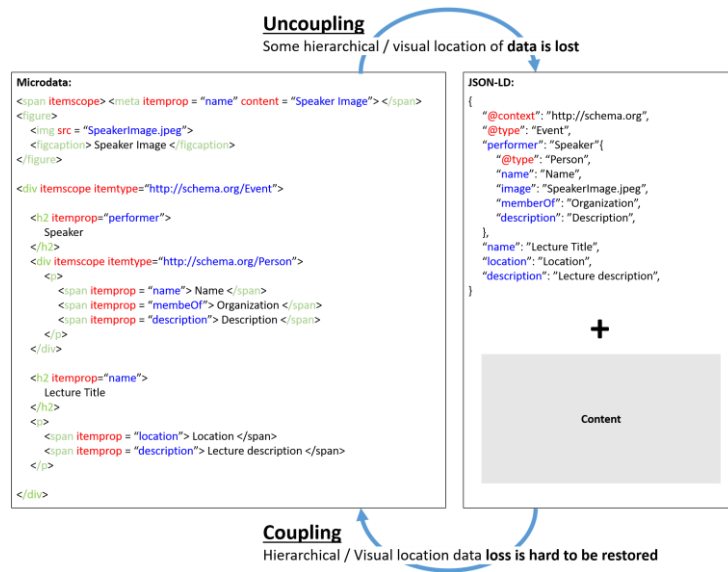 Uncoupling
Some hierarchical / visual location of data is lost
Microdata:
<span itemscope> <meta itemprop = “name” content = “Speaker Image”> </span>
<figure>
<img src = “SpeakerImage.jpeg”>
<figcaption> Speaker Image </figcaption>
</figure>
<div itemscope itemtype=“http://schema.org/Event”>
<h2 itemprop=“performer”>
Speaker
</h2>
<div itemscope itemtype=“http://schema.org/Person”>
<p>
<span itemprop = “name”> Name </span>
<span itemprop = “membeOf”> Organization </span>
<span itemprop = “description”> Description </span>
</p>
</div>
<h2 itemprop=“name”>
Lecture Title
</h2>
<p>
<span itemprop = “location”> Location </span>
<span itemprop = “description”> Lecture description </span>
</p>
</div>
JSON-LD:
{
“@context”: “http://schema.org”,
“@type”: “Event”,
“performer”: “Speaker”{
“@type”: “Person”,
“name”: “Name”,
“image”: “SpeakerImage.jpeg”,
“memberOf”: “Organization”,
“description”: “Description”,
},
“name”: “Lecture Title”,
“location”: “Location”,
“description”: “Lecture description”,
}
+
Content
Coupling
Hierarchical / Visual location data loss is hard to be restored